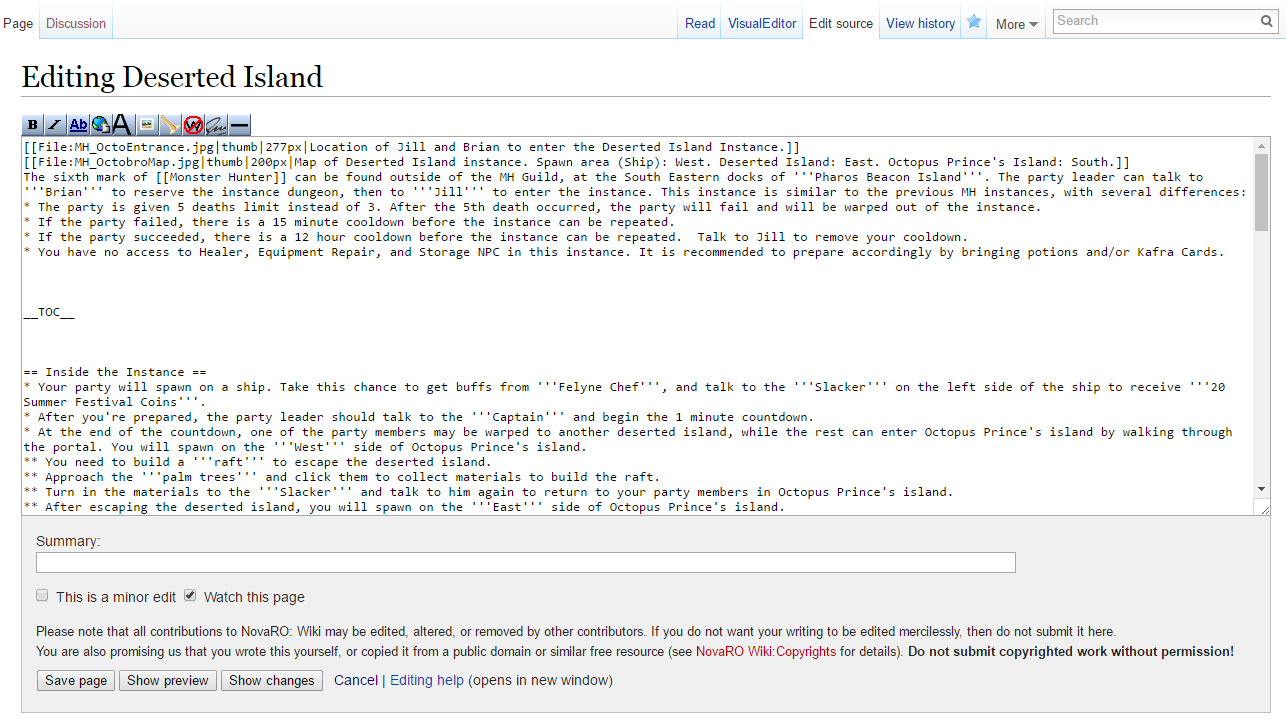 Page Discussion Read VisualEditor Edit source View history More Search
Editing Deserted Island
B I Ab A W
[[File:MH_OctoEntrance.jpg|thumb|277px|Location of Jill and Brian to enter the Deserted Island Instance.]]
[[File:MH_OctobroMap.jpg|thumb|200px|Map of Deserted Island instance. Spawn area (Ship): West. Deserted Island: East. Octopus Prince's Island: South.]]
The sixth mark of [[Monster Hunter]] can be found outside of the MH Guild, at the South Eastern docks of '''Pharos Beacon Island'''. The party leader can talk to
'''Brian''' to reserve the instance dungeon, then to '''Jill''' to enter the instance. This instance is similar to the previous MH instances, with several differences:
* The party is given 5 deaths limit instead of 3. After the 5th death occurred, the party will fail and will be warped out of the instance.
* If the party failed, there is a 15 minute cooldown before the instance can be repeated.
* If the party succeeded, there is a 12 hour cooldown before the instance can be repeated.  Talk to Jill to remove your cooldown.
* You have no access to Healer, Equipment Repair, and Storage NPC in this instance. It is recommended to prepare accordingly by bringing potions and/or Kafra Cards.
__TOC__
== Inside the Instance ==
* Your party will spawn on a ship. Take this chance to get buffs from '''Felyne Chef''', and talk to the '''Slacker''' on the left side of the ship to receive '''20
Summer Festival Coins'''.
* After you're prepared, the party leader should talk to the '''Captain''' and begin the 1 minute countdown.
* At the end of the countdown, one of the party members may be warped to another deserted island, while the rest can enter Octopus Prince's island by walking through
the portal. You will spawn on the '''West''' side of Octopus Prince's island.
** You need to build a '''raft''' to escape the deserted island.
** Approach the '''palm trees''' and click them to collect materials to build the raft.
** Turn in the materials to the '''Slacker''' and talk to him again to return to your party members in Octopus Prince's island.
** After escaping the deserted island, you will spawn on the '''East''' side of Octopus Prince's island.
Summary:
This is a minor edit Watch this page
Please note that all contributions to NovaRO: Wiki may be edited, altered, or removed by other contributors. If you do not want your writing to be edited mercilessly, then do not submit it here.
You are also promising us that you wrote this yourself, or copied it from a public domain or similar free resource (see NovaRO Wiki:Copyrights for details). Do not submit copyrighted work without permission!
Save page Show preview Show changes Cancel | Editing help (opens in new window)